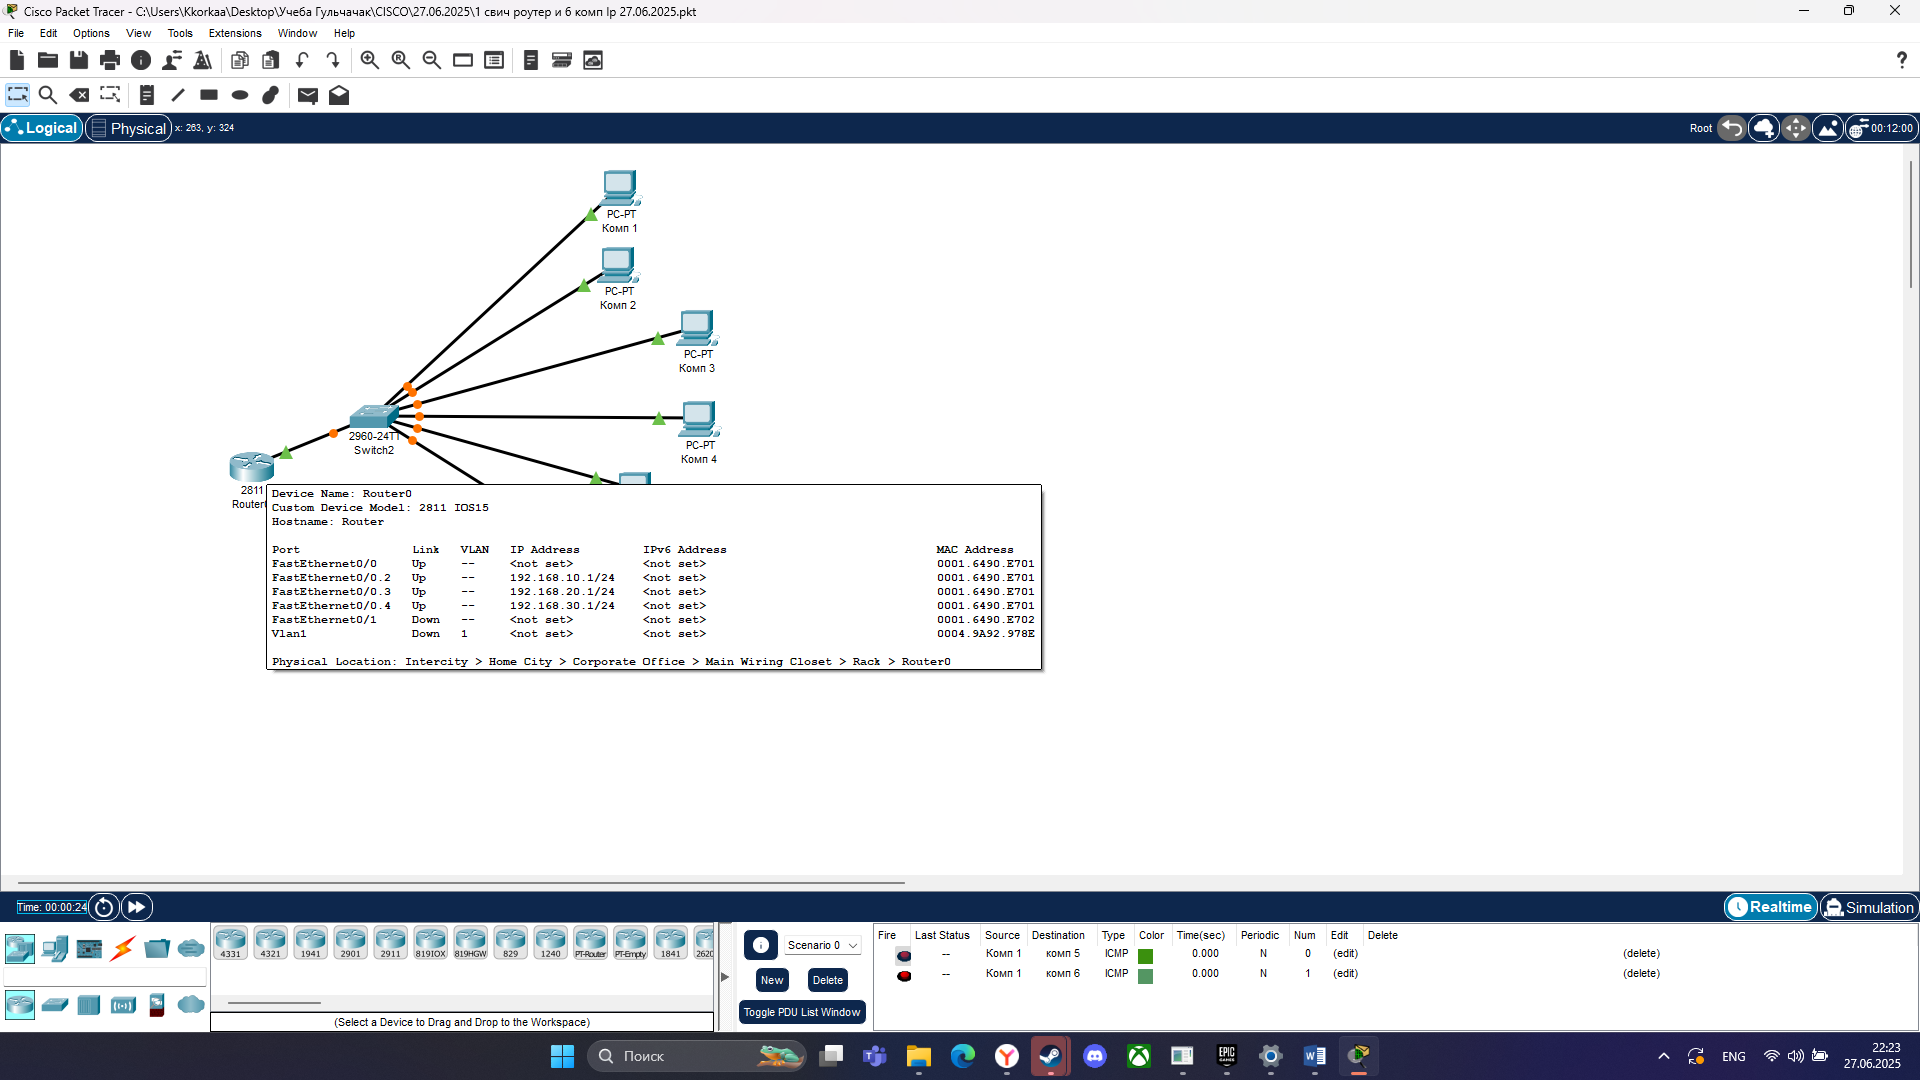 Cisco Packet Tracer - C:\Users\Kkorkaa\Desktop\Учеба Гульчачак\CISCO\27.06.2025\1 свич роутер и 6 комп Ip 27.06.2025.pkt
File Edit Options View Tools Extensions Window Help
Logical Physical x: 263, y: 324 Root 00:12:00
PC-PT
Комп 1
PC-PT
Комп 2
PC-PT
Комп 3
PC-PT
Комп 4
2960-24TT
Switch2
2811
Router
Device Name: Router0
Custom Device Model: 2811 IOS15
Hostname: Router
Port Link VLAN IP Address IPv6 Address MAC Address
FastEthernet0/0 Up -- <not set> <not set> 0001.6490.E701
FastEthernet0/0.2 Up -- 192.168.10.1/24 <not set> 0001.6490.E701
FastEthernet0/0.3 Up -- 192.168.20.1/24 <not set> 0001.6490.E701
FastEthernet0/0.4 Up -- 192.168.30.1/24 <not set> 0001.6490.E701
FastEthernet0/1 Down -- <not set> <not set> 0001.6490.E702
Vlan1 Down 1 <not set> <not set> 0004.9A92.978E
Physical Location: Intercity > Home City > Corporate Office > Main Wiring Closet > Rack > Router0
Time: 00:00:24 Realtime Simulation
4331 4321 1941 2901 2911 819IOX 819HGW 829 1240 PT-Router PT-Empty 1841 2620
(Select a Device to Drag and Drop to the Workspace)
Scenario 0
New Delete
Toggle PDU List Window
Fire Last Status Source Destination Type Color Time(sec) Periodic Num Edit Delete
-- Комп 1 комп 5 ICMP 0.000 N 0 (edit) (delete)
-- Комп 1 комп 6 ICMP 0.000 N 1 (edit) (delete)
Поиск
EPIC GAMES
ENG
22:23
27.06.2025